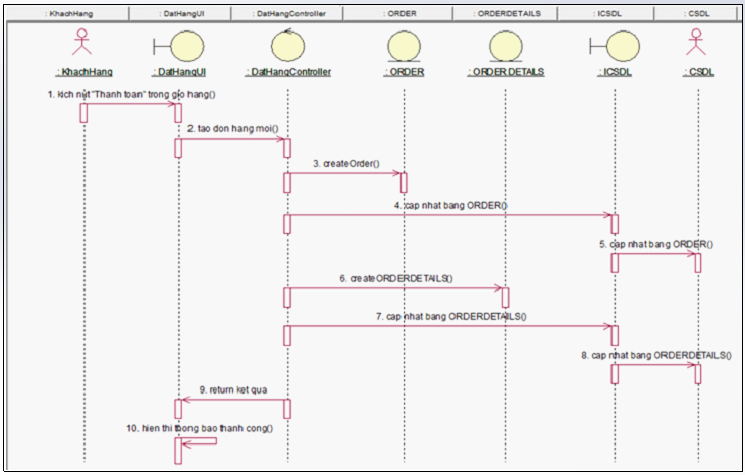 : KhachHang
: DatHangUI
: DatHangController
: ORDER
: ORDERDETAILS
: ICSDL
: CSDL
: KhachHang
: DatHangUI
: DatHangController
: ORDER
: ORDER DETAILS
: ICSDL
: CSDL
1. kich nut "Thanh toan" trong gio hang()
2. tao don hang moi()
3. createOrder()
4. cap nhat bang ORDER()
5. cap nhat bang ORDER()
6. createORDERDETAILS()
7. cap nhat bang ORDERDETAILS()
8. cap nhat bang ORDERDETAILS()
9. return ket qua
10. hien thi thong bao thanh cong()